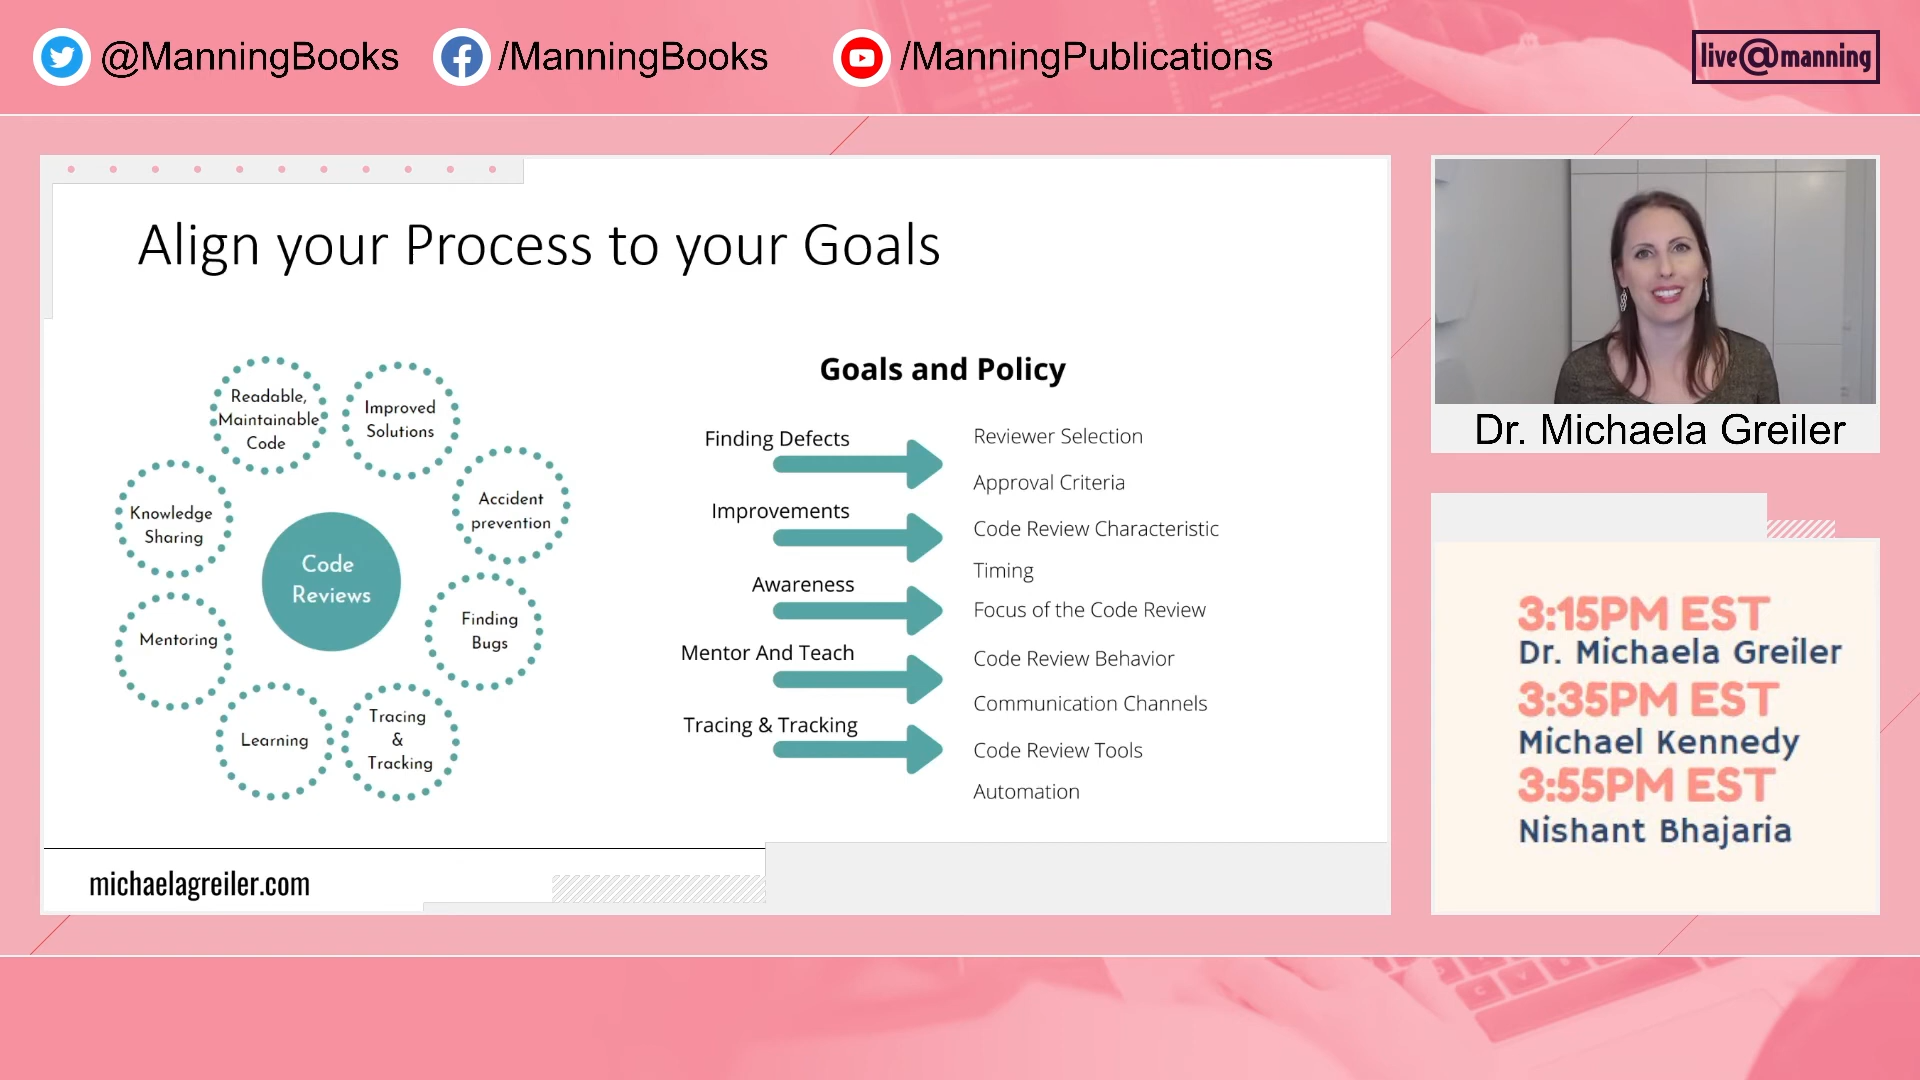 @ManningBooks
/ManningBooks
/ManningPublications
live@manning
Align your Process to your Goals
Readable,
Maintainable
Code
Improved
Solutions
Accident
prevention
Finding
Bugs
Tracing
&
Tracking
Learning
Mentoring
Knowledge
Sharing
Code
Reviews
Goals and Policy
Finding Defects
Improvements
Awareness
Mentor And Teach
Tracing & Tracking
Reviewer Selection
Approval Criteria
Code Review Characteristic
Timing
Focus of the Code Review
Code Review Behavior
Communication Channels
Code Review Tools
Automation
michaelagreiler.com
Dr. Michaela Greiler
3:15PM EST
Dr. Michaela Greiler
3:35PM EST
Michael Kennedy
3:55PM EST
Nishant Bhajaria